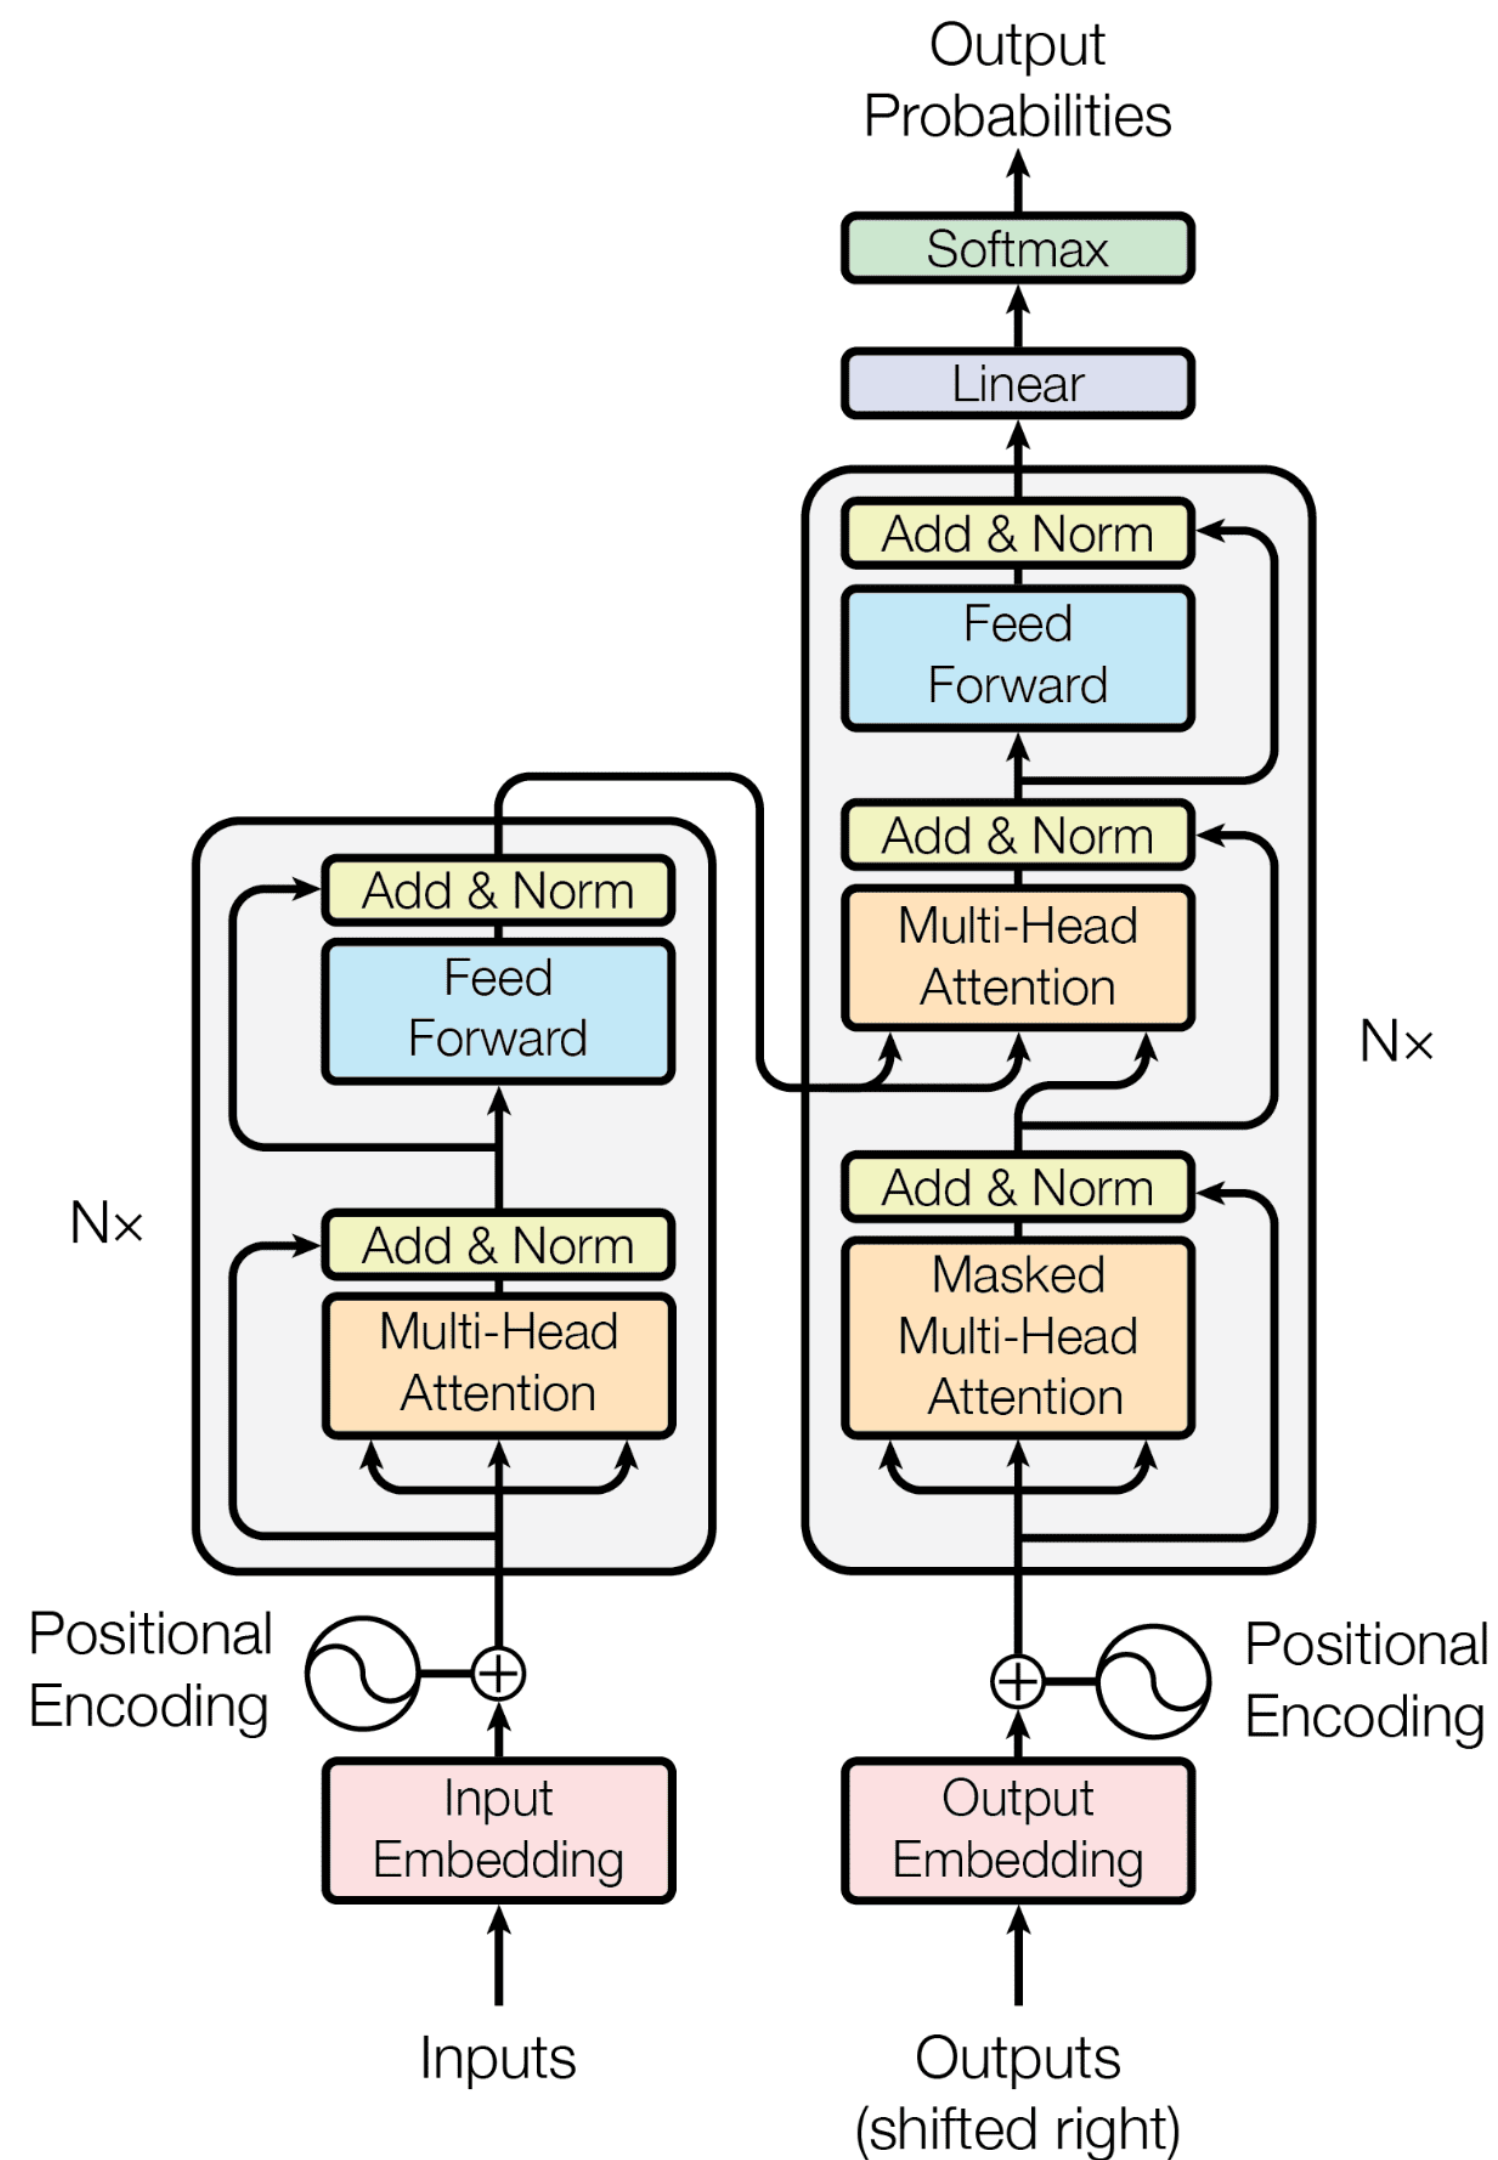 Output
Probabilities
Softmax
Linear
Add & Norm
Feed
Forward
Add & Norm
Multi-Head
Attention
Add & Norm
Masked
Multi-Head
Attention
N×
Add & Norm
Feed
Forward
Add & Norm
Multi-Head
Attention
N×
Positional
Encoding
Positional
Encoding
Input
Embedding
Output
Embedding
Inputs
Outputs
(shifted right)